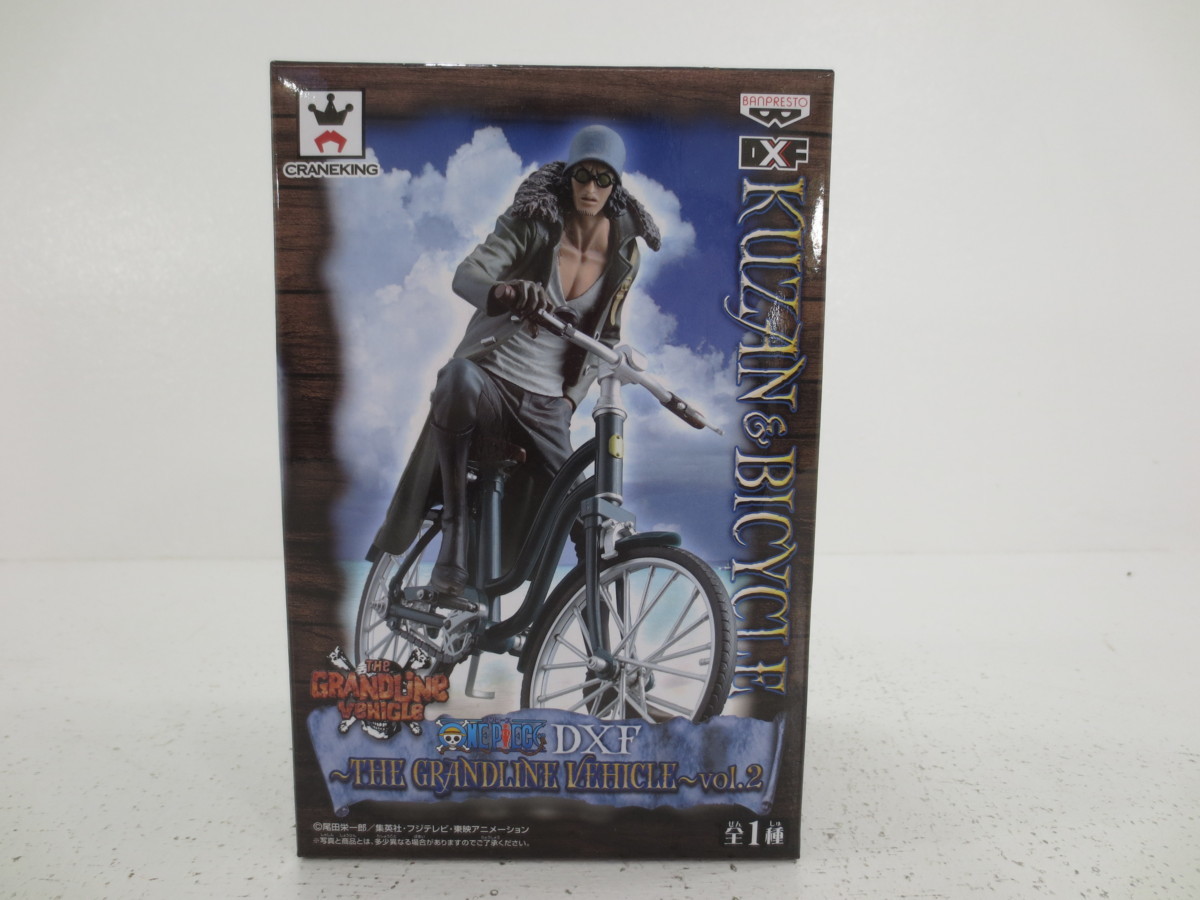 CRANEKING
BANPRESTO
DXF
KUZAN & BICYCLE
THE
GRANDLINE
VEHICLE
ONE PIECE DXF
~THE GRANDLINE VEHICLE~vol.2
©尾田栄一郎/集英社・フジテレビ・東映アニメーション
※写真と商品とは、多少異なる場合がありますのでご了承ください。
全1種